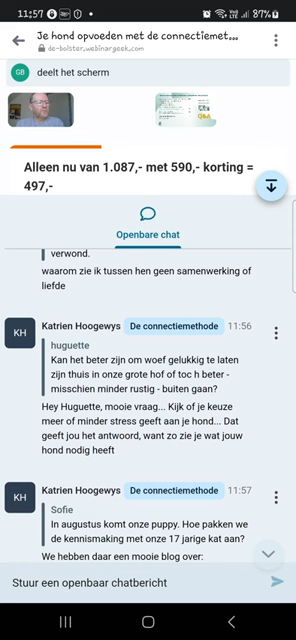 11:57
87%
Je hond opvoeden met de connectiemet...
de-bolster.webinargeek.com
GB
deelt het scherm
Q&A
Alleen nu van 1.087,- met 590,- korting =
497,-
Openbare chat
verwond.
waarom zie ik tussen hen geen samenwerking of
liefde
KH
Katrien Hoogewys De connectiemethode 11:56
huguette
Kan het beter zijn om woef gelukkig te laten
zijn thuis in onze grote hof of toc h beter -
misschien minder rustig - buiten gaan?
Hey Huguette, mooie vraag... Kijk of je keuze
meer of minder stress geeft aan je hond... Dat
geeft jou het antwoord, want zo zie je wat jouw
hond nodig heeft
KH
Katrien Hoogewys De connectiemethode 11:57
Sofie
In augustus komt onze puppy. Hoe pakken we
de kennismaking met onze 17 jarige kat aan?
We hebben daar een mooie blog over:
Stuur een openbaar chatbericht